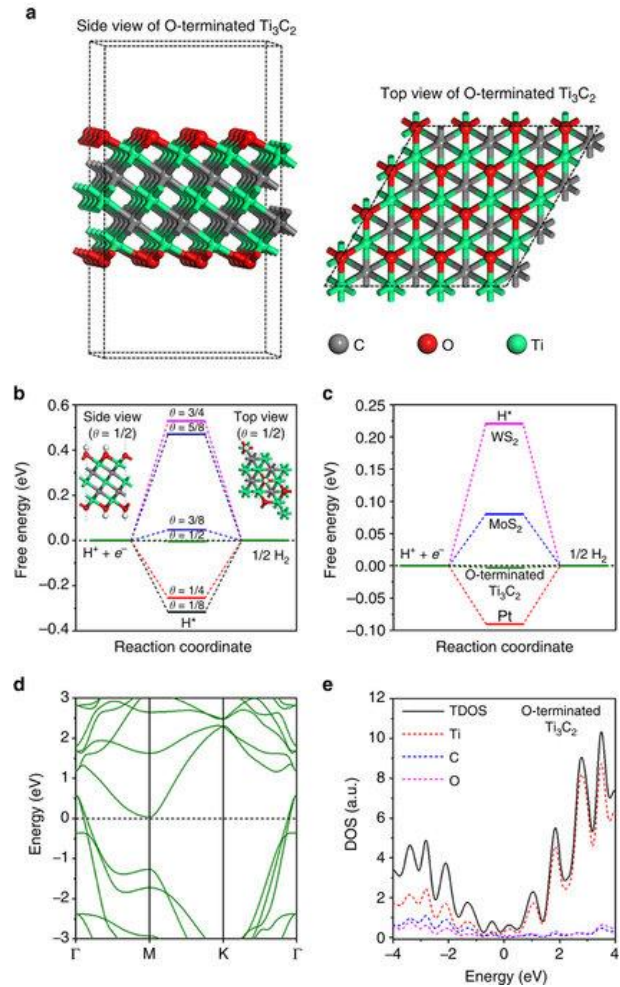 a
Side view of O-terminated Ti₃C₂
Top view of O-terminated Ti₃C₂
C
O
Ti
b
Free energy (eV)
0.6
0.4
0.2
0.0
−0.2
−0.4
Side view
(θ = 1/2)
Top view
(θ = 1/2)
θ = 3/4
θ = 5/8
θ = 3/8
θ = 1/2
θ = 1/4
θ = 1/8
H*
H⁺ + e⁻
1/2 H₂
Reaction coordinate
c
Free energy (eV)
0.25
0.20
0.15
0.10
0.05
0.00
−0.05
−0.10
H*
WS₂
MoS₂
H⁺ + e⁻
1/2 H₂
O-terminated
Ti₃C₂
Pt
Reaction coordinate
d
Energy (eV)
3
2
1
0
−1
−2
−3
Γ
M
K
Γ
e
DOS (a.u.)
12
10
8
6
4
2
0
TDOS
Ti
C
O
O-terminated
Ti₃C₂
−4
−2
0
2
4
Energy (eV)